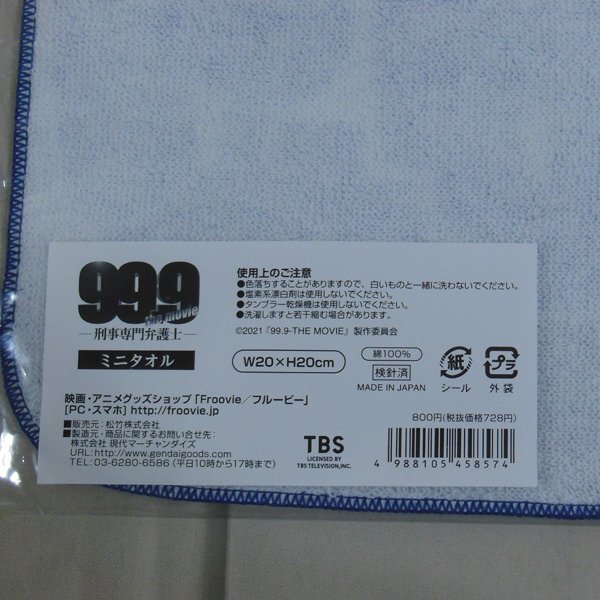 99.9
the movie
―刑事専門弁護士―
ミニタオル
使用上のご注意
●色落ちすることがありますので、白いものと一緒に洗わないでください。
●塩素系漂白剤は使用しないでください。
●タンブラー乾燥機は使用しないでください。
●洗濯しますと若干縮む場合があります。
©2021『99.9-THE MOVIE』製作委員会
W20×H20cm
綿100%
検針済
MADE IN JAPAN
紙
シール
プラ
外袋
800円(税抜価格728円)
映画・アニメグッズショップ「Froovie/フルービー」
[PC・スマホ] http://froovie.jp
■販売元:松竹株式会社
■製造元・商品に関するお問い合せ先:
株式会社 現代マーチャンダイズ
URL:http://www.gendaigoods.com
TEL:03-6280-6586 (平日10時から17時まで)
TBS
LICENSED BY
TBS TELEVISION,INC.
4 988105 458574